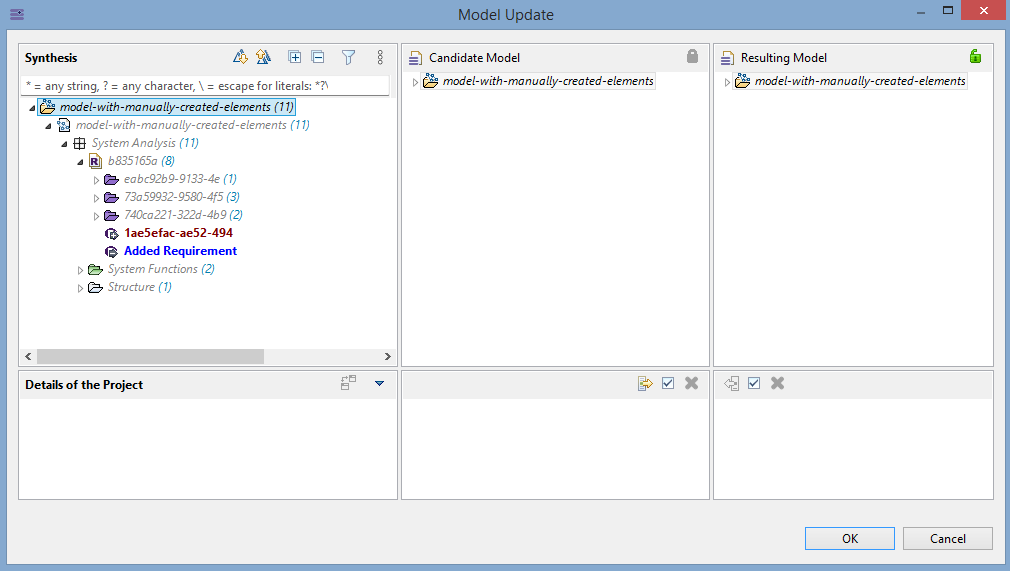 Model Update
Synthesis
* = any string, ? = any character, \ = escape for literals: *?\
model-with-manually-created-elements (11)
model-with-manually-created-elements (11)
System Analysis (11)
b835165a (8)
eabc92b9-9133-4e (1)
73a59932-9580-4f5 (3)
740ca221-322d-4b9 (2)
1ae5efac-ae52-494
Added Requirement
System Functions (2)
Structure (1)
Candidate Model
model-with-manually-created-elements
Resulting Model
model-with-manually-created-elements
Details of the Project
OK
Cancel